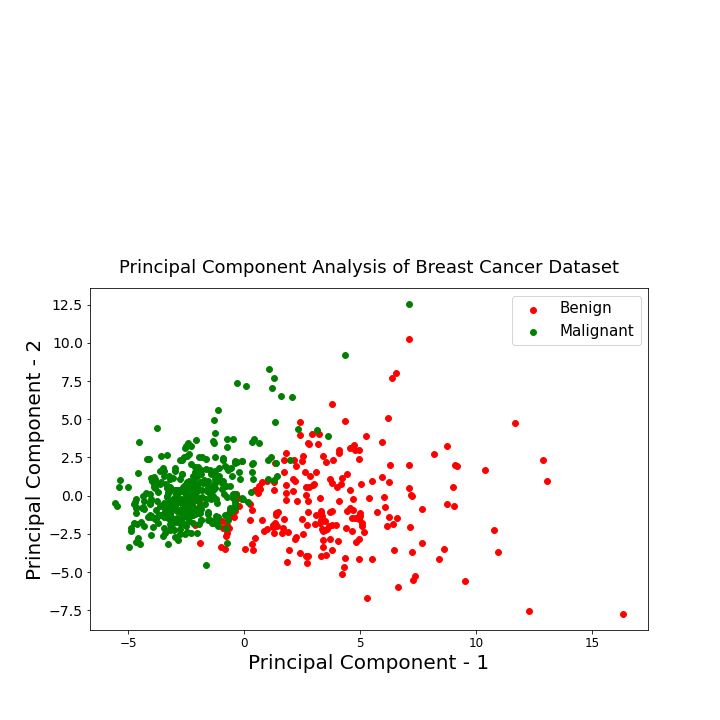 Principal Component Analysis of Breast Cancer Dataset
Benign
Malignant
Principal Component - 2
12.5
10.0
7.5
5.0
2.5
0.0
−2.5
−5.0
−7.5
−5
0
5
10
15
Principal Component - 1